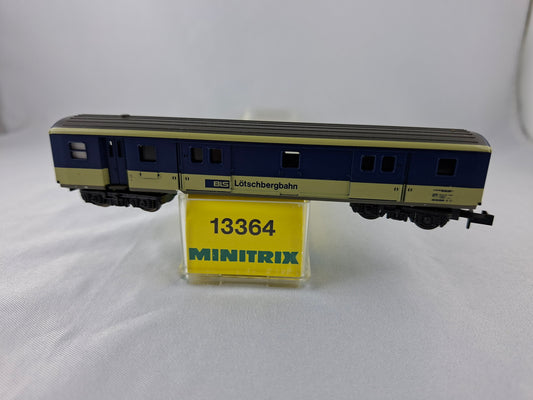 BLS Lötschbergbahn
13364
MINITRIX